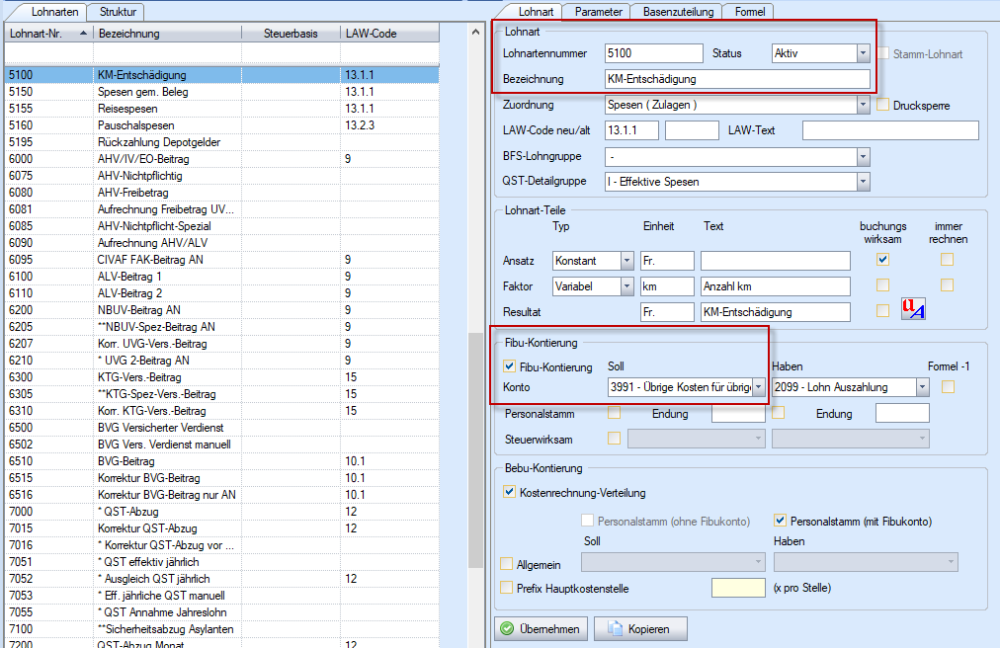 Lohnarten Struktur
Lohnart-Nr. Bezeichnung Steuerbasis LAW-Code
5100 KM-Entschädigung 13.1.1
5150 Spesen gem. Beleg 13.1.1
5155 Reisespesen 13.1.1
5160 Pauschalspesen 13.2.3
5195 Rückzahlung Depotgelder
6000 AHV/IV/EO-Beitrag 9
6075 AHV-Nichtpflichtig
6080 AHV-Freibetrag
6081 Aufrechnung Freibetrag UV...
6085 AHV-Nichtpflicht-Spezial
6090 Aufrechnung AHV/ALV
6095 CIVAF FAK-Beitrag AN 9
6100 ALV-Beitrag 1 9
6110 ALV-Beitrag 2 9
6200 NBUV-Beitrag AN 9
6205 **NBUV-Spez-Beitrag AN 9
6207 Korr. UVG-Vers.-Beitrag 9
6210 * UVG 2-Beitrag AN 9
6300 KTG-Vers.-Beitrag 15
6305 **KTG-Spez-Vers.-Beitrag 15
6310 Korr. KTG-Vers.-Beitrag 15
6500 BVG Versicherter Verdienst
6502 BVG Vers. Verdienst manuell
6510 BVG-Beitrag 10.1
6515 Korrektur BVG-Beitrag 10.1
6516 Korrektur BVG-Beitrag nur AN 10.1
7000 * QST-Abzug 12
7015 Korrektur QST-Abzug 12
7016 * Korrektur QST-Abzug vor ...
7051 * QST effektiv jährlich
7052 * Ausgleich QST jährlich 12
7053 * Eff. jährliche QST manuell
7055 * QST Annahme Jahreslohn
7100 **Sicherheitsabzug Asylanten
7200 QST-Abzug Monat 12
Lohnart Parameter Basenzuteilung Formel
Lohnart
Lohnartennummer 5100 Status Aktiv Stamm-Lohnart
Bezeichnung KM-Entschädigung
Zuordnung Spesen ( Zulagen ) Drucksperre
LAW-Code neu/alt 13.1.1 LAW-Text
BFS-Lohngruppe -
QST-Detailgruppe I - Effektive Spesen
Lohnart-Teile
Typ Einheit Text buchungs wirksam immer rechnen
Ansatz Konstant Fr.
Faktor Variabel km Anzahl km
Resultat Fr. KM-Entschädigung
Fibu-Kontierung
Fibu-Kontierung Soll Haben Formel -1
Konto 3991 - Übrige Kosten für übrige 2099 - Lohn Auszahlung
Personalstamm Endung Endung
Steuerwirksam
Bebu-Kontierung
Kostenrechnung-Verteilung
Personalstamm (ohne Fibukonto) Personalstamm (mit Fibukonto)
Soll Haben
Allgemein
Prefix Hauptkostenstelle (x pro Stelle)
Übernehmen Kopieren